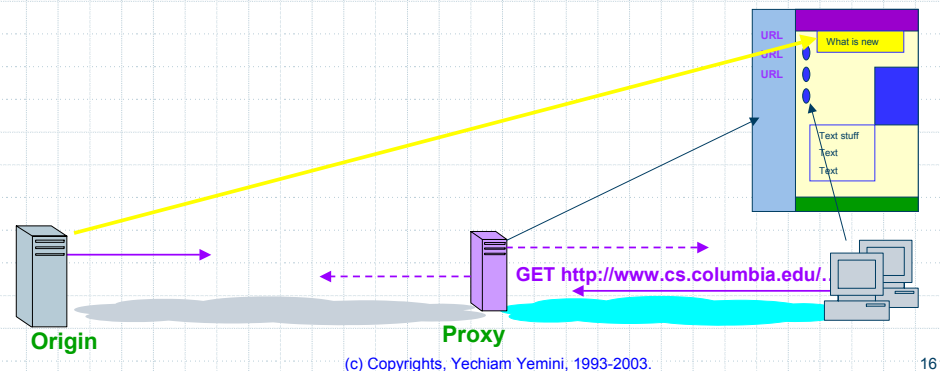 URL
URL
URL
What is new
Text stuff
Text
Text
GET http://www.cs.columbia.edu/…
Origin
Proxy
(c) Copyrights, Yechiam Yemini, 1993-2003.
16